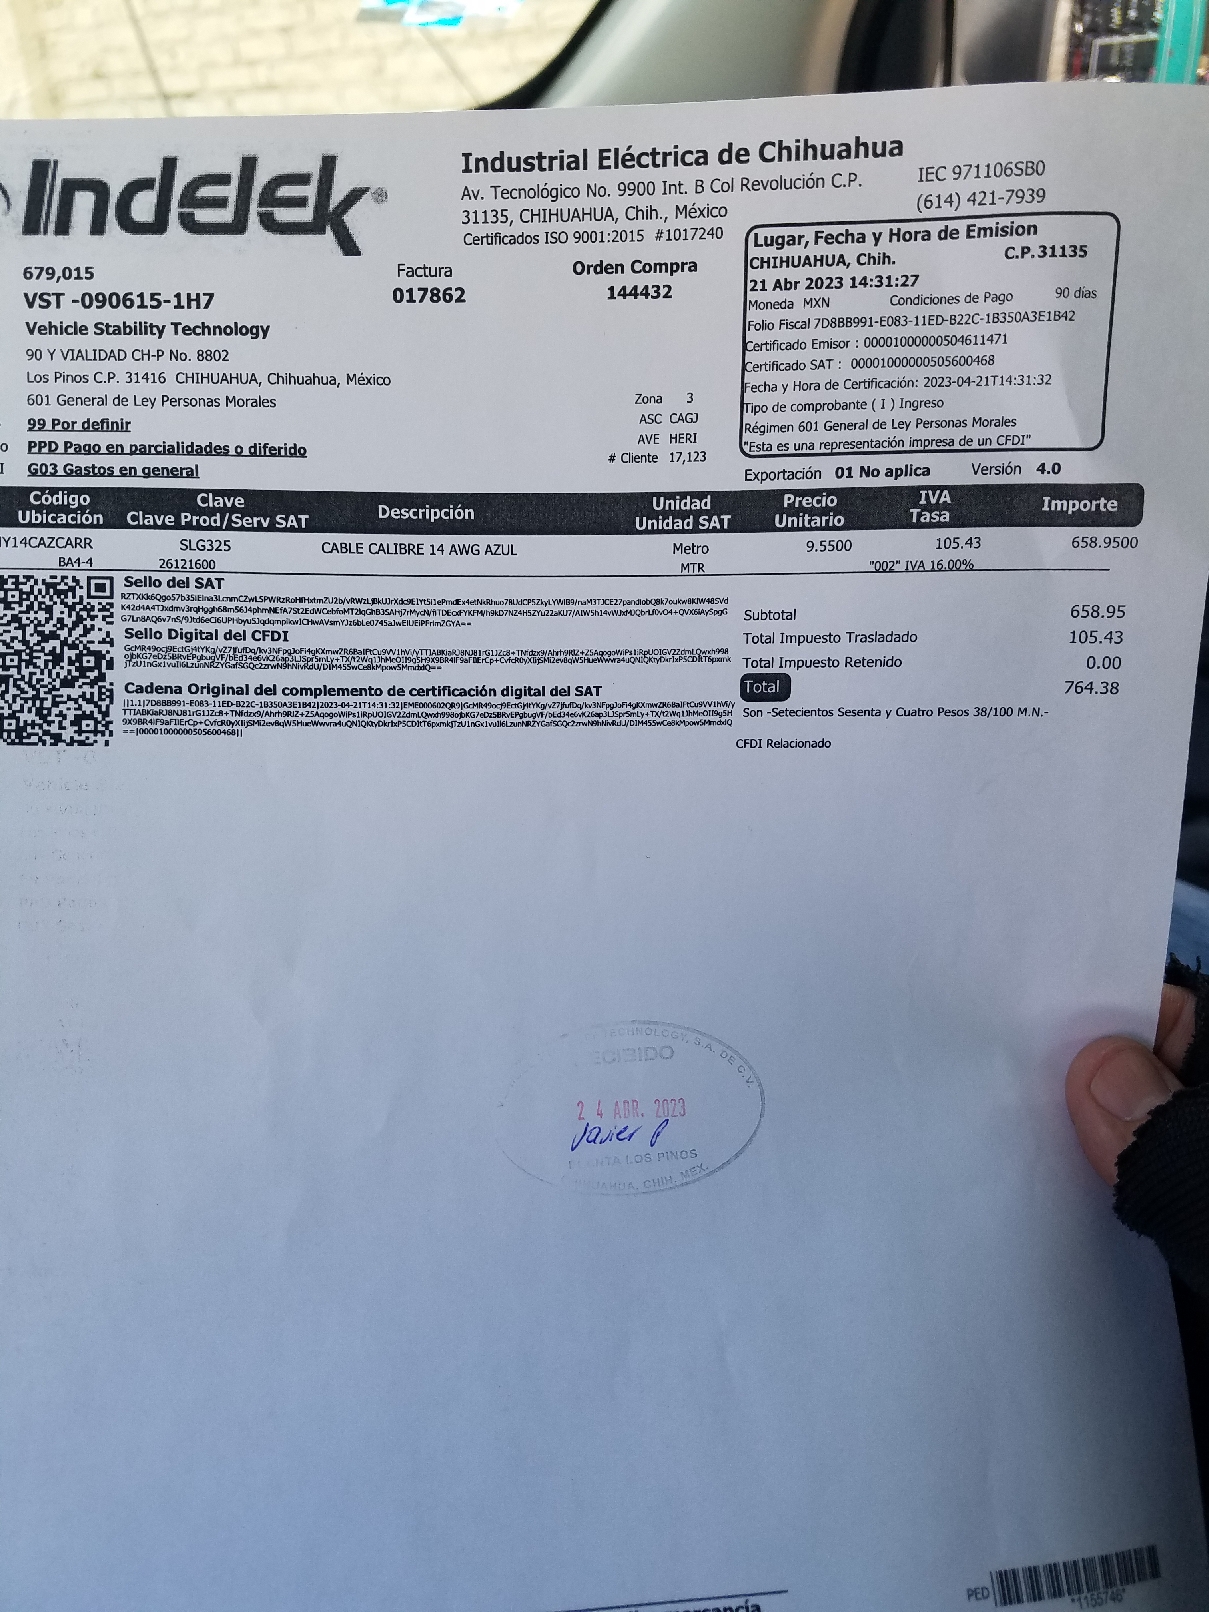 Indelek
Industrial Eléctrica de Chihuahua
Av. Tecnológico No. 9900 Int. B Col Revolución C.P.
31135, CHIHUAHUA, Chih., México
Certificados ISO 9001:2015 #1017240
IEC 971106SB0
(614) 421-7939
679,015
VST -090615-1H7
Vehicle Stability Technology
90 Y VIALIDAD CH-P No. 8802
Los Pinos C.P. 31416 CHIHUAHUA, Chihuahua, México
601 General de Ley Personas Morales
99 Por definir
PPD Pago en parcialidades o diferido
G03 Gastos en general
Factura
017862
Orden Compra
144432
Zona 3
ASC CAGJ
AVE HERI
# Cliente 17,123
Lugar, Fecha y Hora de Emision
CHIHUAHUA, Chih. C.P. 31135
21 Abr 2023 14:31:27
Moneda MXN Condiciones de Pago 90 días
Folio Fiscal 7D8BB991-E083-11ED-B22C-1B350A3E1B42
Certificado Emisor : 00001000000504611471
Certificado SAT : 00001000000505600468
Fecha y Hora de Certificación: 2023-04-21T14:31:32
Tipo de comprobante ( I ) Ingreso
Régimen 601 General de Ley Personas Morales
"Esta es una representación impresa de un CFDI"
Exportación 01 No aplica Versión 4.0
Código Clave Descripción Unidad Precio IVA Importe
Ubicación Clave Prod/Serv SAT Unidad SAT Unitario Tasa
Y14CAZCARR SLG325 CABLE CALIBRE 14 AWG AZUL Metro 9.5500 105.43 658.9500
BA4-4 26121600 MTR "002" IVA 16.00%
Sello del SAT
Sello Digital del CFDI
Cadena Original del complemento de certificación digital del SAT
==|00001000000505600468||
Subtotal 658.95
Total Impuesto Trasladado 105.43
Total Impuesto Retenido 0.00
Total 764.38
Son -Setecientos Sesenta y Cuatro Pesos 38/100 M.N.-
CFDI Relacionado
TECHNOLOGY, S.A. DE C.V.
24 ABR. 2023
Javier P
LOS PINOS
CHIH. MEX.
PED
*1155746*